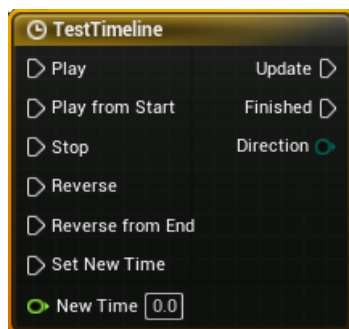 TestTimeline
Play Update
Play from Start Finished
Stop Direction
Reverse
Reverse from End
Set New Time
New Time 0.0